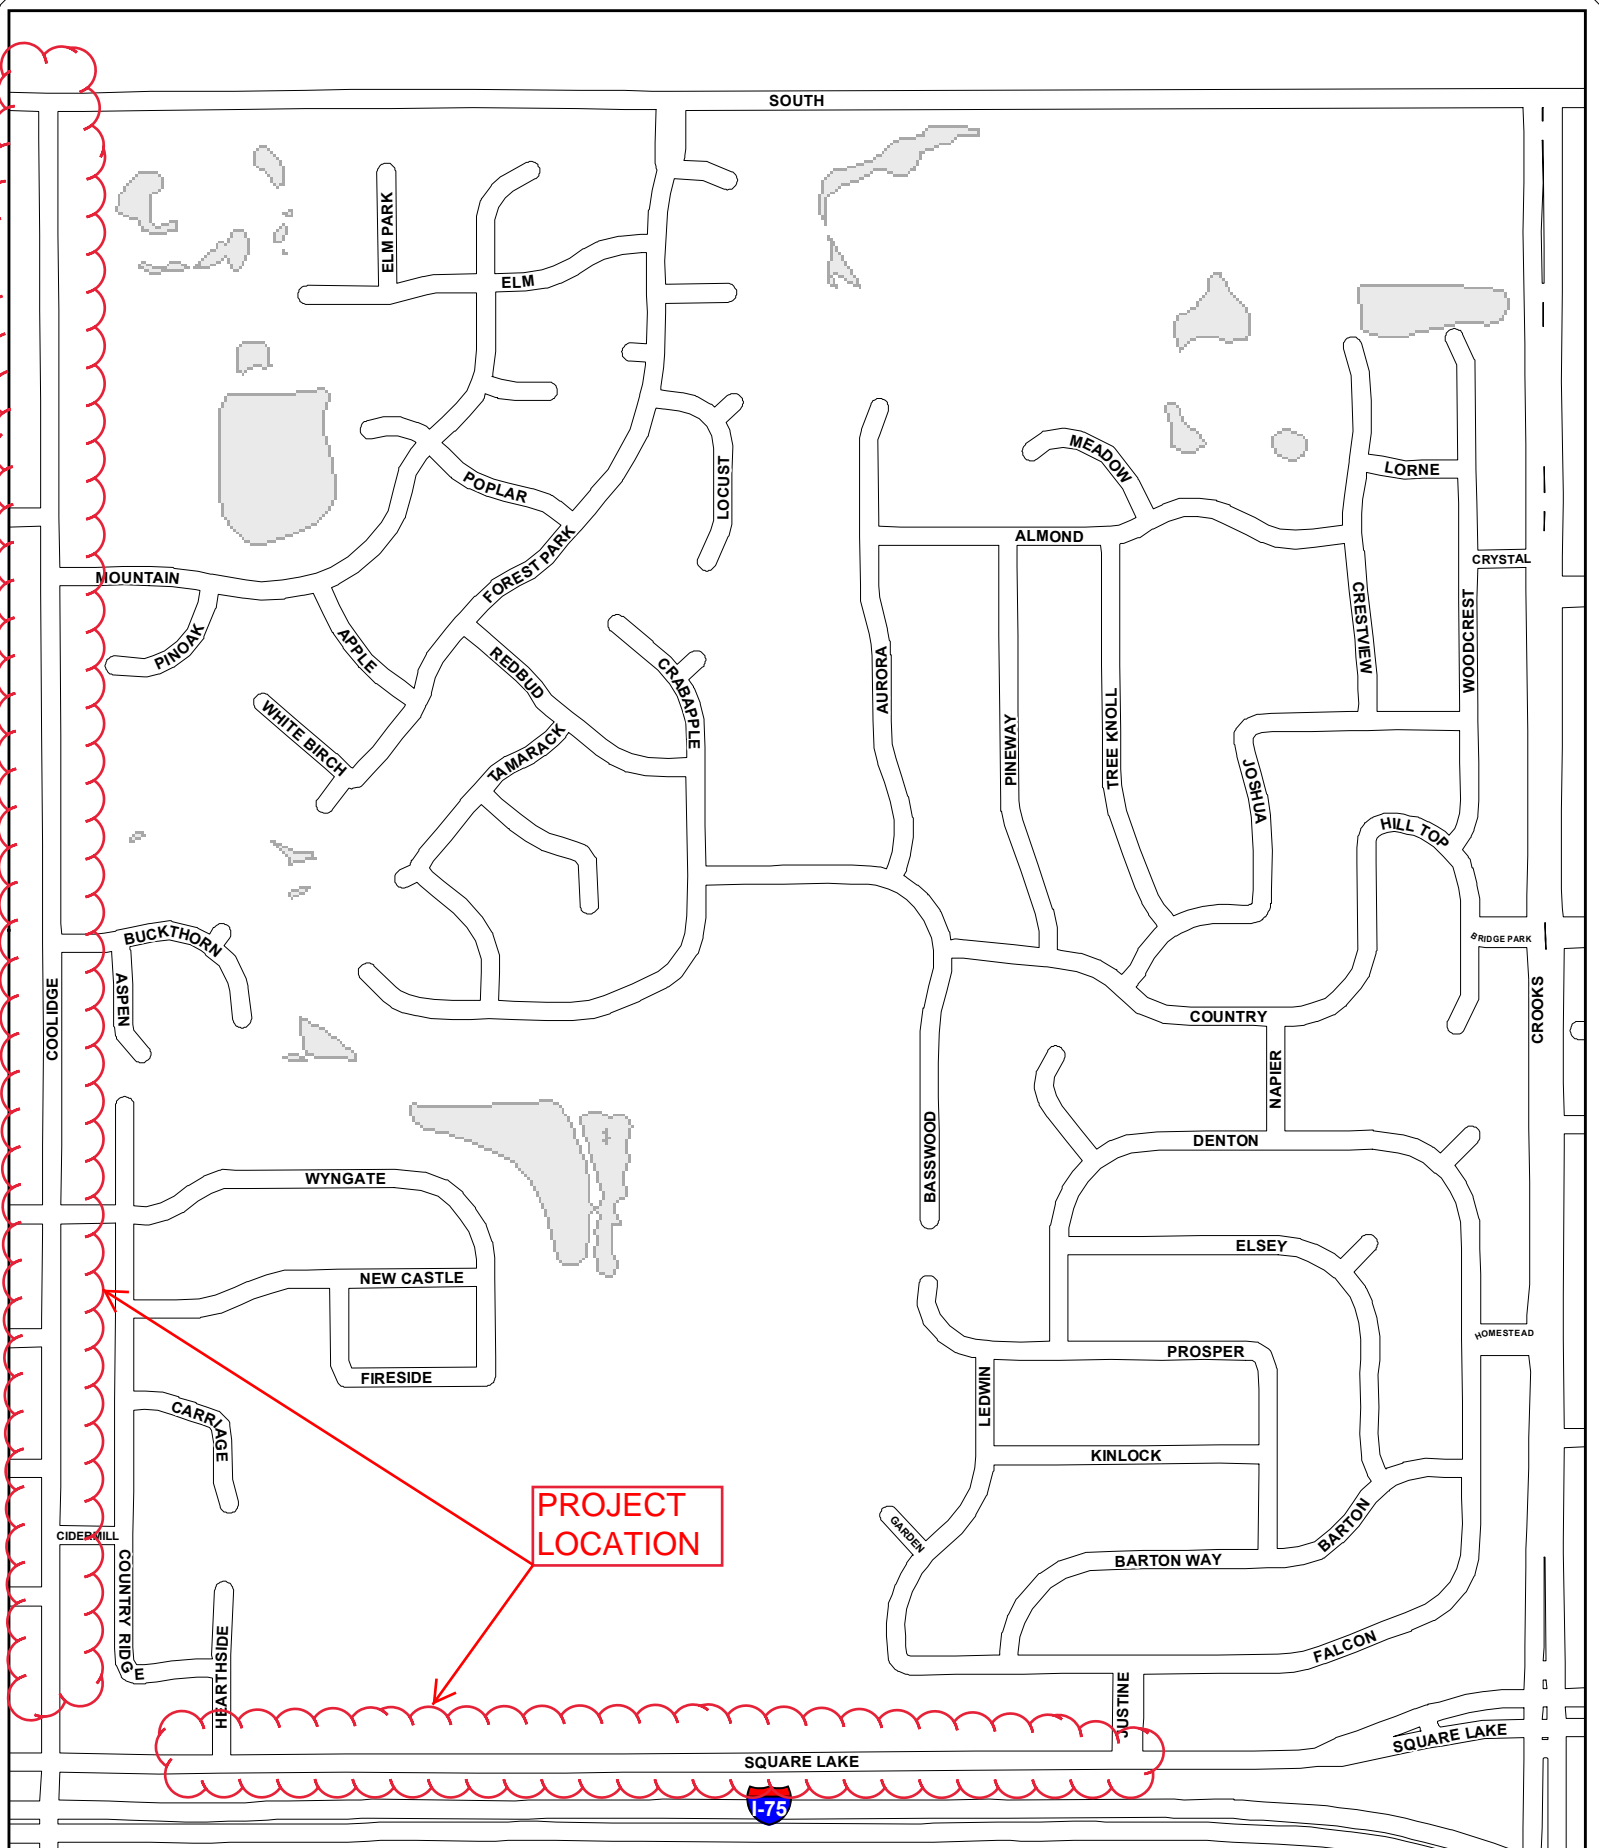 SOUTH
ELM PARK
ELM
MEADOW
LORNE
POPLAR
LOCUST
ALMOND
FOREST PARK
CRYSTAL
MOUNTAIN
CRESTVIEW
WOODCREST
PINOAK
APPLE
REDBUD
CRABAPPLE
AURORA
WHITE BIRCH
TAMARACK
PINEWAY
TREE KNOLL
JOSHUA
HILL TOP
BUCKTHORN
BRIDGE PARK
ASPEN
COOLIDGE
CROOKS
COUNTRY
NAPIER
DENTON
BASSWOOD
WYNGATE
ELSEY
NEW CASTLE
HOMESTEAD
PROSPER
FIRESIDE
LEDWIN
CARRIAGE
KINLOCK
PROJECT
LOCATION
GARDEN
BARTON
CIDERMILL
BARTON WAY
COUNTRY RIDGE
HEARTHSIDE
FALCON
JUSTINE
SQUARE LAKE
SQUARE LAKE
I-75